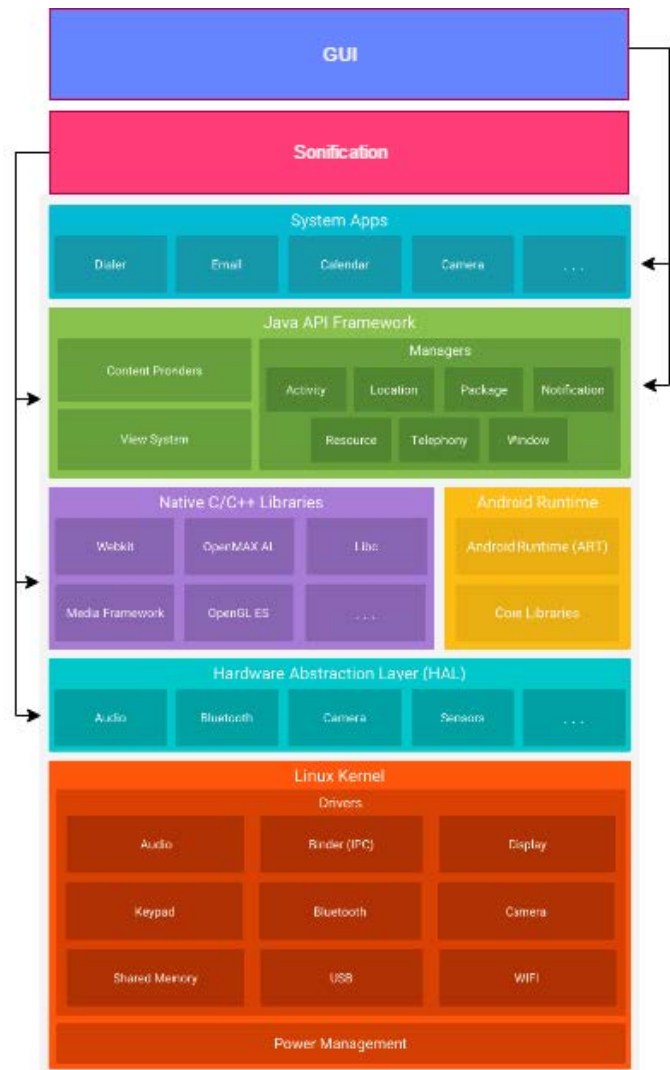 GUI
Sonification
System Apps
Dialer Email Calendar Camera . . .
Java API Framework
Content Providers
View System
Managers
Activity Location Package Notification
Resource Telephony Window
Native C/C++ Libraries
Webkit OpenMAX AL Libc
Media Framework OpenGL ES . . .
Android Runtime
Android Runtime (ART)
Core Libraries
Hardware Abstraction Layer (HAL)
Audio Bluetooth Camera Sensors . . .
Linux Kernel
Drivers
Audio Binder (IPC) Display
Keypad Bluetooth Camera
Shared Memory USB WIFI
Power Management